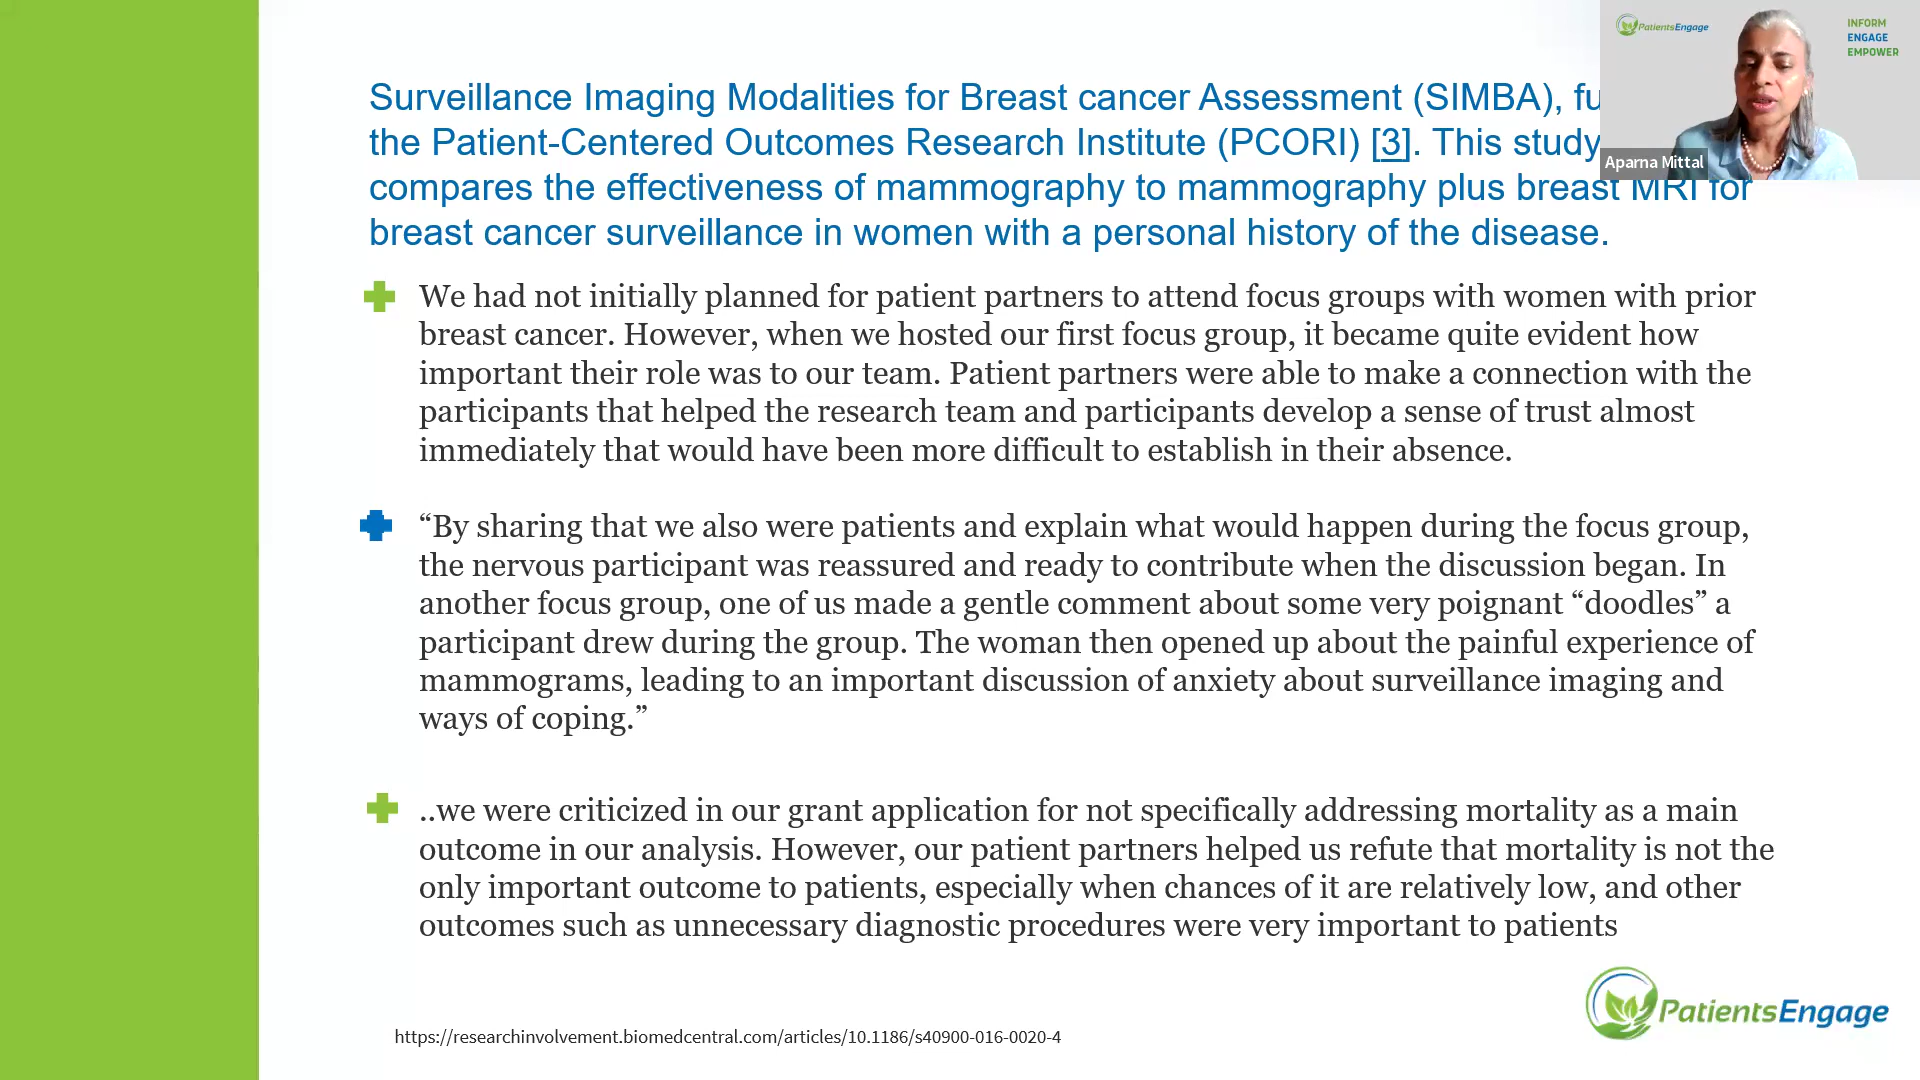 Surveillance Imaging Modalities for Breast cancer Assessment (SIMBA), fu
the Patient-Centered Outcomes Research Institute (PCORI) [3]. This study
compares the effectiveness of mammography to mammography plus breast MRI for
breast cancer surveillance in women with a personal history of the disease.
PatientsEngage
INFORM
ENGAGE
EMPOWER
Aparna Mittal
We had not initially planned for patient partners to attend focus groups with women with prior
breast cancer. However, when we hosted our first focus group, it became quite evident how
important their role was to our team. Patient partners were able to make a connection with the
participants that helped the research team and participants develop a sense of trust almost
immediately that would have been more difficult to establish in their absence.
“By sharing that we also were patients and explain what would happen during the focus group,
the nervous participant was reassured and ready to contribute when the discussion began. In
another focus group, one of us made a gentle comment about some very poignant “doodles” a
participant drew during the group. The woman then opened up about the painful experience of
mammograms, leading to an important discussion of anxiety about surveillance imaging and
ways of coping.”
..we were criticized in our grant application for not specifically addressing mortality as a main
outcome in our analysis. However, our patient partners helped us refute that mortality is not the
only important outcome to patients, especially when chances of it are relatively low, and other
outcomes such as unnecessary diagnostic procedures were very important to patients
PatientsEngage
https://researchinvolvement.biomedcentral.com/articles/10.1186/s40900-016-0020-4